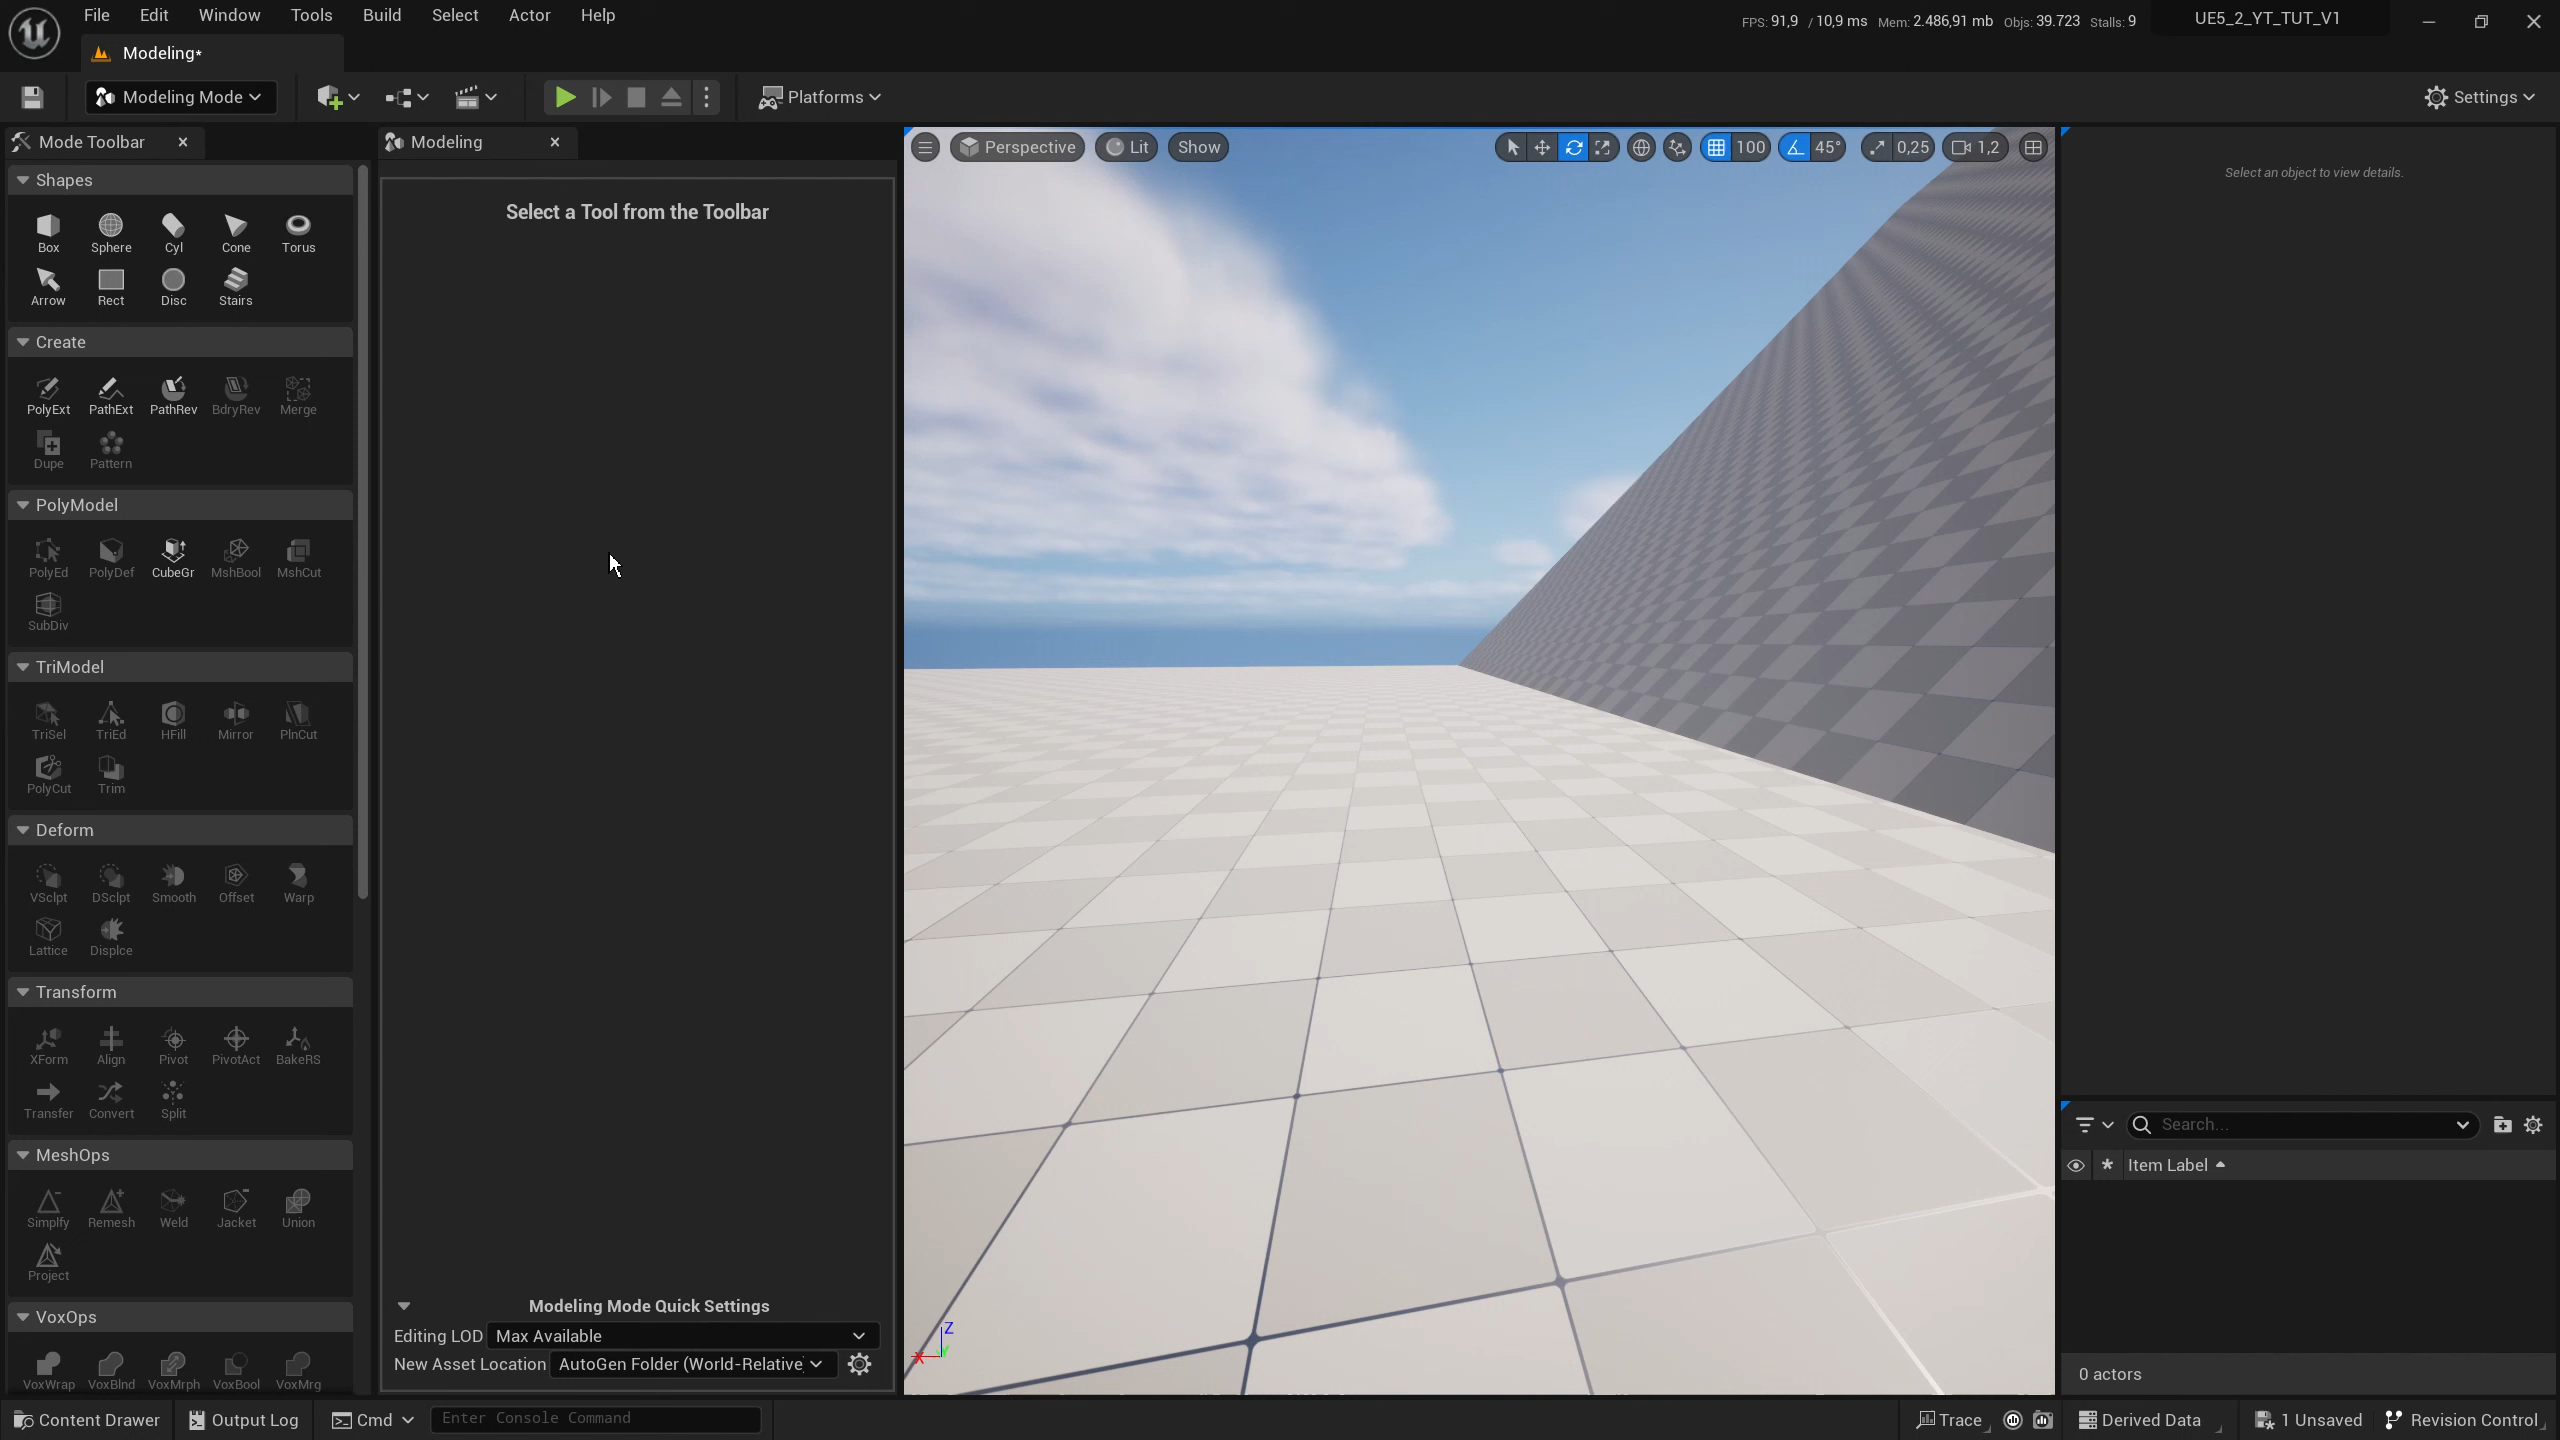 File Edit Window Tools Build Select Actor Help
FPS: 91,9 / 10,9 ms Mem: 2.486,91 mb Objs: 39.723 Stalls: 9
UE5_2_YT_TUT_V1
Modeling*
Modeling Mode
Platforms
Settings
Mode Toolbar
Modeling
Perspective Lit Show
100 45° 0,25 1,2
Shapes
Box Sphere Cyl Cone Torus
Arrow Rect Disc Stairs
Create
PolyExt PathExt PathRev BdryRev Merge
Dupe Pattern
PolyModel
PolyEd PolyDef CubeGr MshBool MshCut
SubDiv
TriModel
TriSel TriEd HFill Mirror PlnCut
PolyCut Trim
Deform
VSclpt DSclpt Smooth Offset Warp
Lattice Displce
Transform
XForm Align Pivot PivotAct BakeRS
Transfer Convert Split
MeshOps
Simplfy Remesh Weld Jacket Union
Project
VoxOps
VoxWrap VoxBlnd VoxMrph VoxBool VoxMrg
Select a Tool from the Toolbar
Modeling Mode Quick Settings
Editing LOD Max Available
New Asset Location AutoGen Folder (World-Relative)
Z
X
Y
Select an object to view details.
Search...
Item Label
0 actors
Content Drawer Output Log Cmd Enter Console Command
Trace Derived Data 1 Unsaved Revision Control